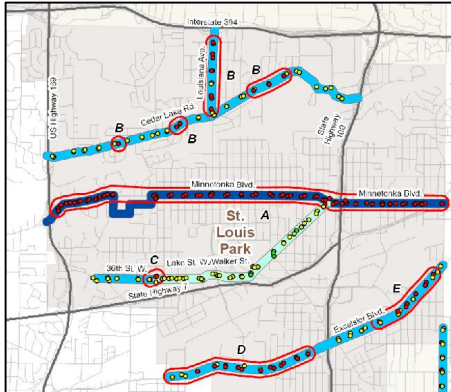 Interstate 394
Louisiana Ave.
US Highway 169
B
B
Cedar Lake Rd.
B
B
State Highway 100
Minnetonka Blvd.
Minnetonka Blvd.
A
St.
Louis
Park
C
Lake St. W./Walker St.
36th St. W.
State Highway 7
E
Excelsior Blvd.
D